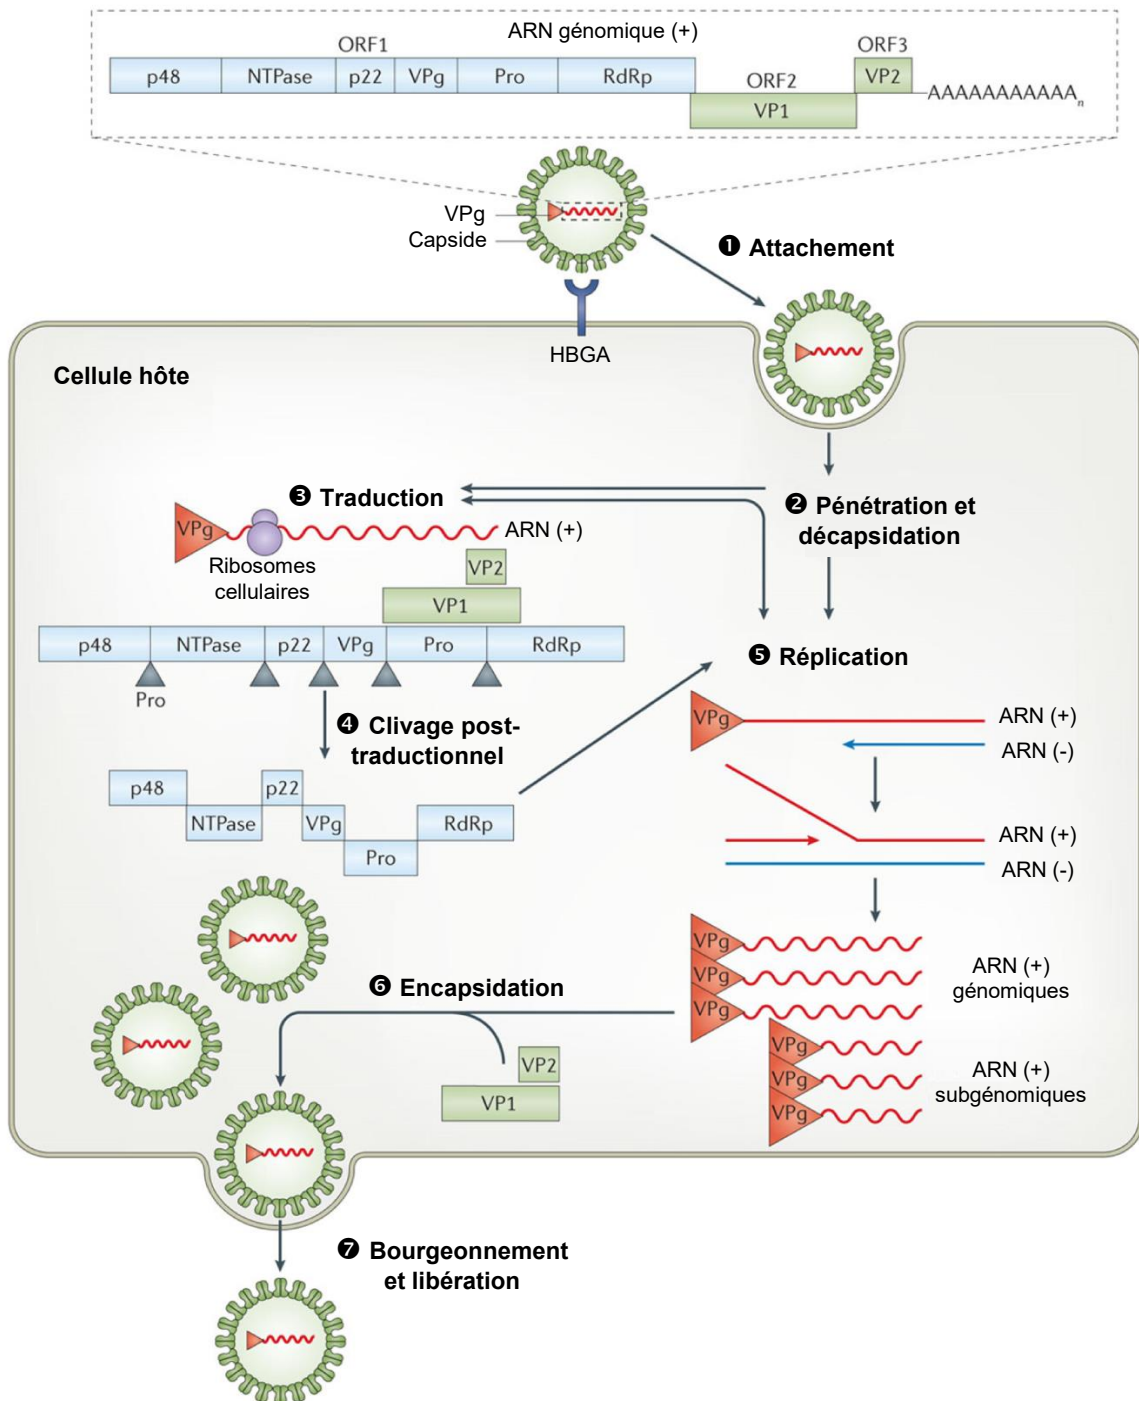 ARN génomique (+)
ORF1
ORF3
p48 NTPase p22 VPg Pro RdRp
VP2
ORF2
VP1
AAAAAAAAAAAn
VPg
Capside
❶ Attachement
HBGA
Cellule hôte
❸ Traduction
❷ Pénétration et
décapsidation
VPg
ARN (+)
Ribosomes
cellulaires
VP2
VP1
p48 NTPase p22 VPg Pro RdRp
Pro
❹ Clivage post-
traductionnel
p48 NTPase p22 VPg Pro RdRp
❺ Réplication
VPg
ARN (+)
ARN (-)
ARN (+)
ARN (-)
VPg
VPg
VPg
ARN (+)
génomiques
VPg
VPg
VPg
ARN (+)
subgénomiques
❻ Encapsidation
VP2
VP1
❼ Bourgeonnement
et libération